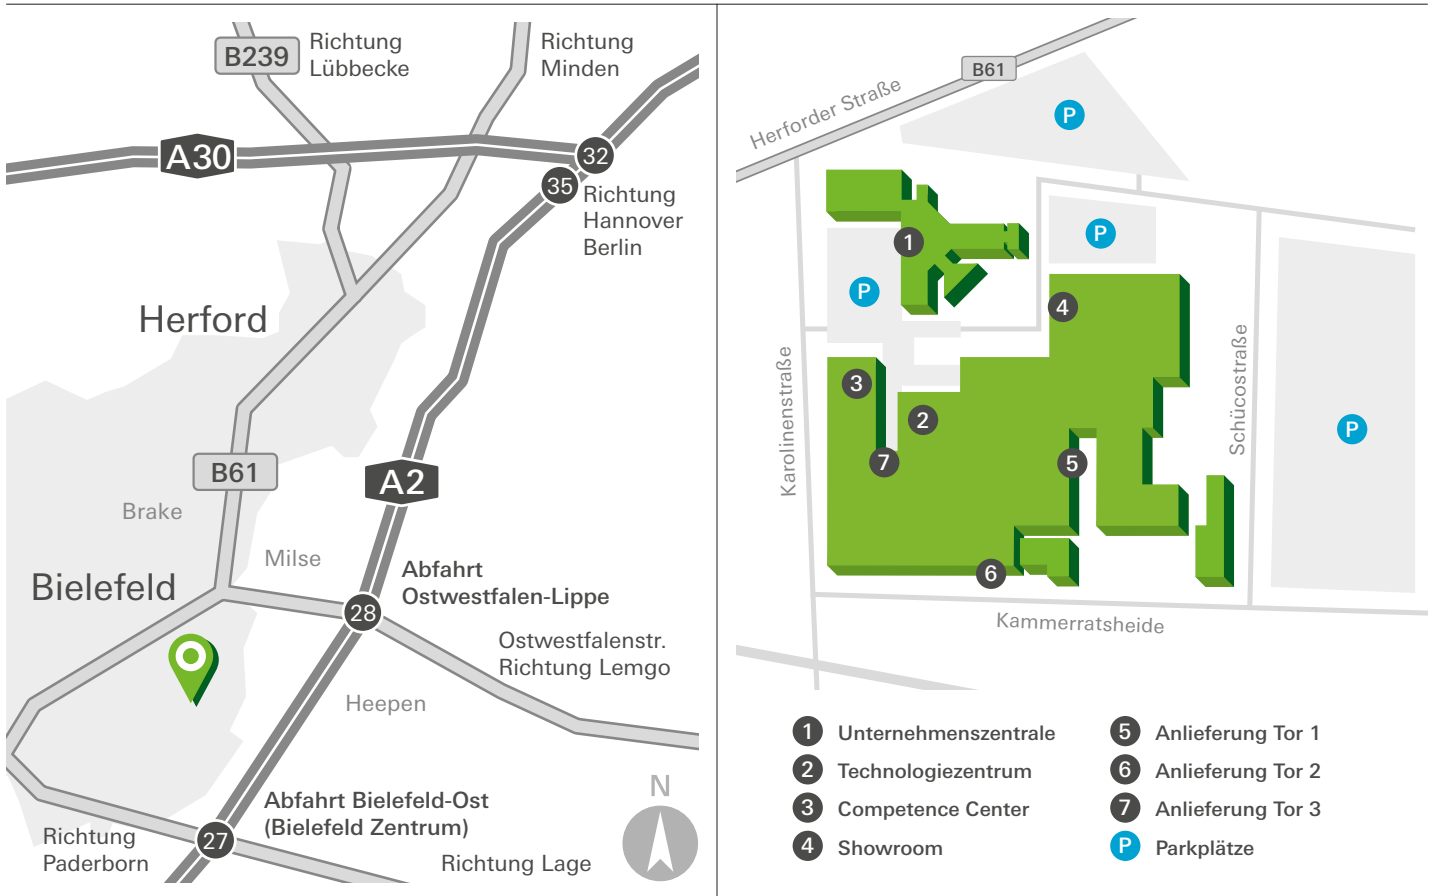 B239
Richtung
Lübbecke
Richtung
Minden
A30
32
35
Richtung
Hannover
Berlin
Herford
B61
A2
Brake
Milse
Bielefeld
Abfahrt
Ostwestfalen-Lippe
28
Ostwestfalenstr.
Richtung Lemgo
Heepen
N
Abfahrt Bielefeld-Ost
(Bielefeld Zentrum)
27
Richtung
Paderborn
Richtung Lage
B61
Herforder Straße
P
P
P
P
1
4
3
2
7
5
6
Karolinenstraße
Schücostraße
Kammerratsheide
1 Unternehmenszentrale
2 Technologiezentrum
3 Competence Center
4 Showroom
5 Anlieferung Tor 1
6 Anlieferung Tor 2
7 Anlieferung Tor 3
P Parkplätze